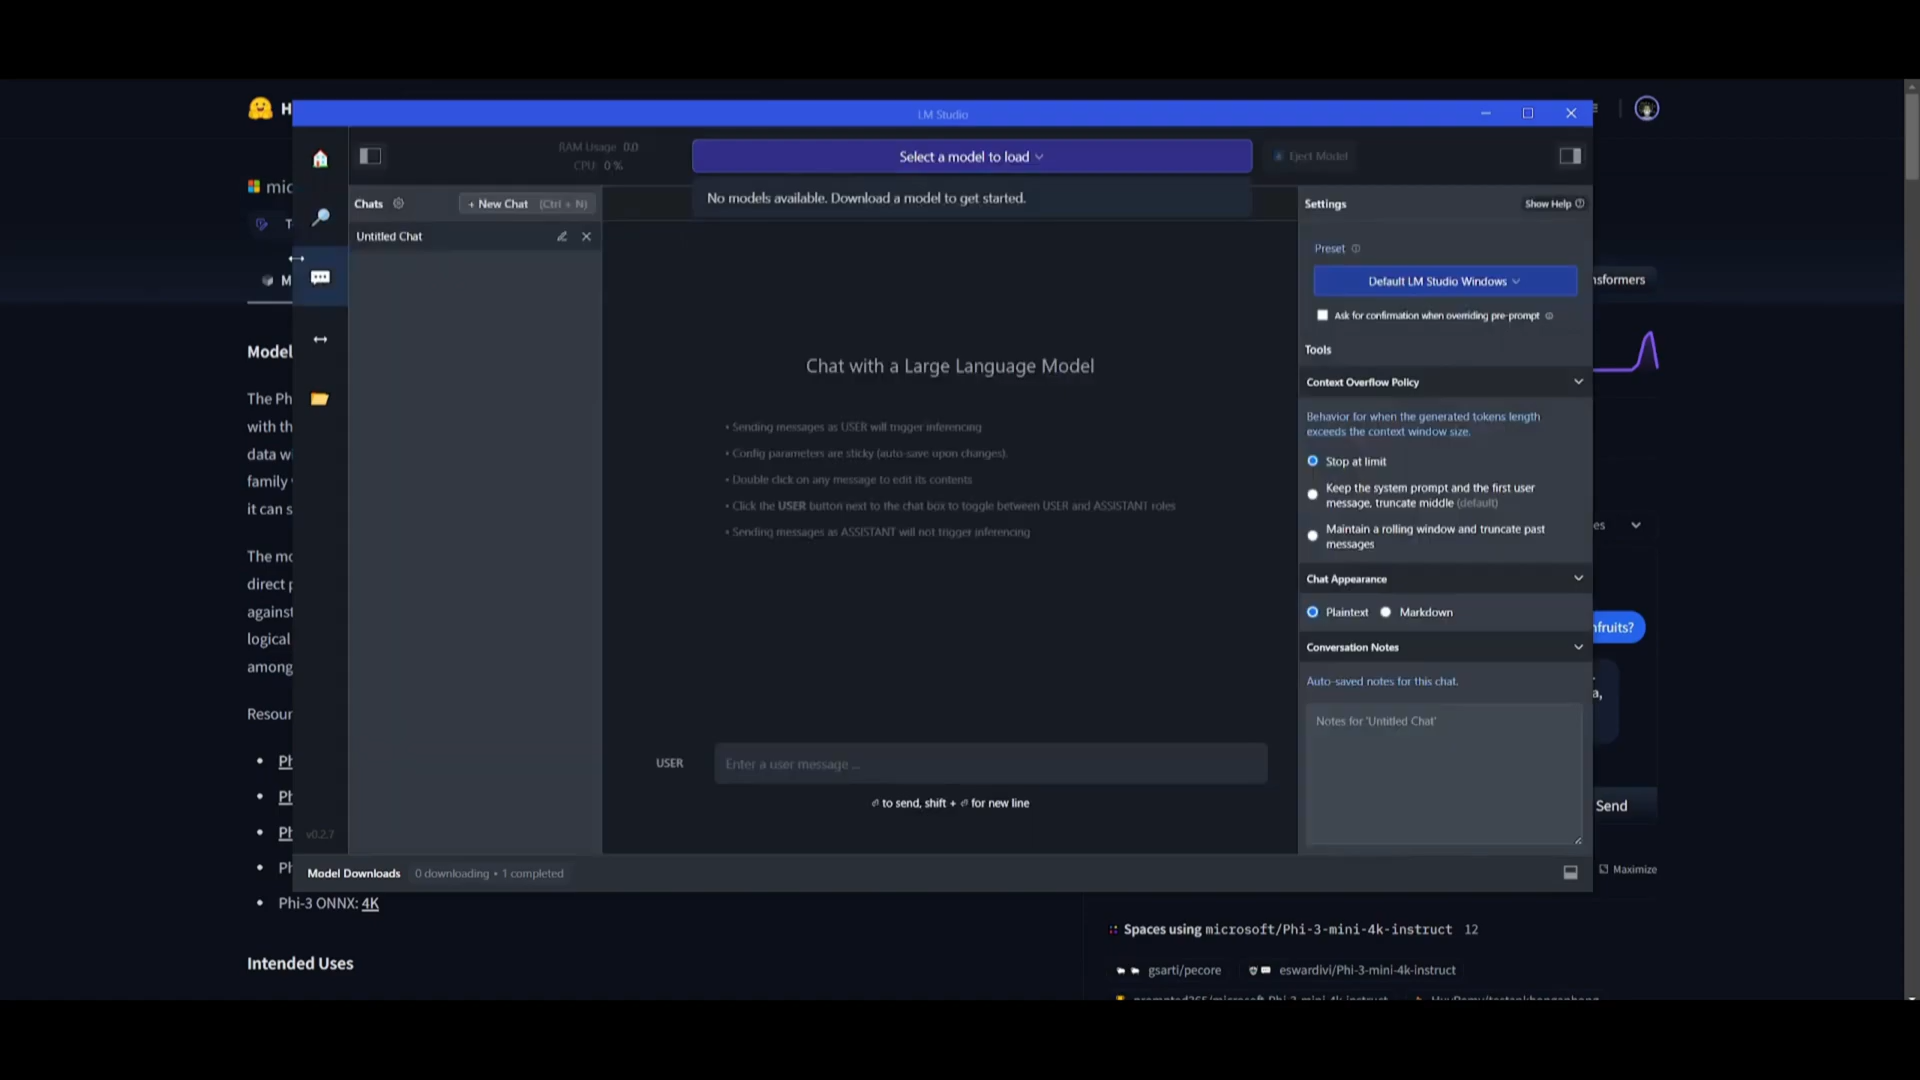 H
LM Studio
RAM Usage 0.0
CPU: 0 %
Select a model to load
Eject Model
mic
No models available. Download a model to get started.
Chats
+ New Chat (Ctrl + N)
Settings
Show Help
T
Untitled Chat
Preset
M
Default LM Studio Windows
sformers
Ask for confirmation when overriding pre-prompt
Tools
Model
Chat with a Large Language Model
Context Overflow Policy
The Ph
Behavior for when the generated tokens length
exceeds the context window size.
with th
• Sending messages as USER will trigger inferencing
data w
• Config parameters are sticky (auto-save upon changes).
Stop at limit
family
• Double click on any message to edit its contents
Keep the system prompt and the first user
message, truncate middle (default)
it can s
• Click the USER button next to the chat box to toggle between USER and ASSISTANT roles
• Sending messages as ASSISTANT will not trigger inferencing
Maintain a rolling window and truncate past
messages
es
The mo
direct p
Chat Appearance
against
Plaintext
Markdown
nfruits?
logical
Conversation Notes
among
Auto-saved notes for this chat.
a,
Resour
Notes for 'Untitled Chat'
• Ph
USER
Enter a user message ...
• Ph
to send, shift + for new line
Send
• Ph
v0.2.7
• Ph
Model Downloads
0 downloading • 1 completed
Maximize
• Phi-3 ONNX: 4K
Spaces using microsoft/Phi-3-mini-4k-instruct 12
Intended Uses
gsarti/pecore
eswardivi/Phi-3-mini-4k-instruct